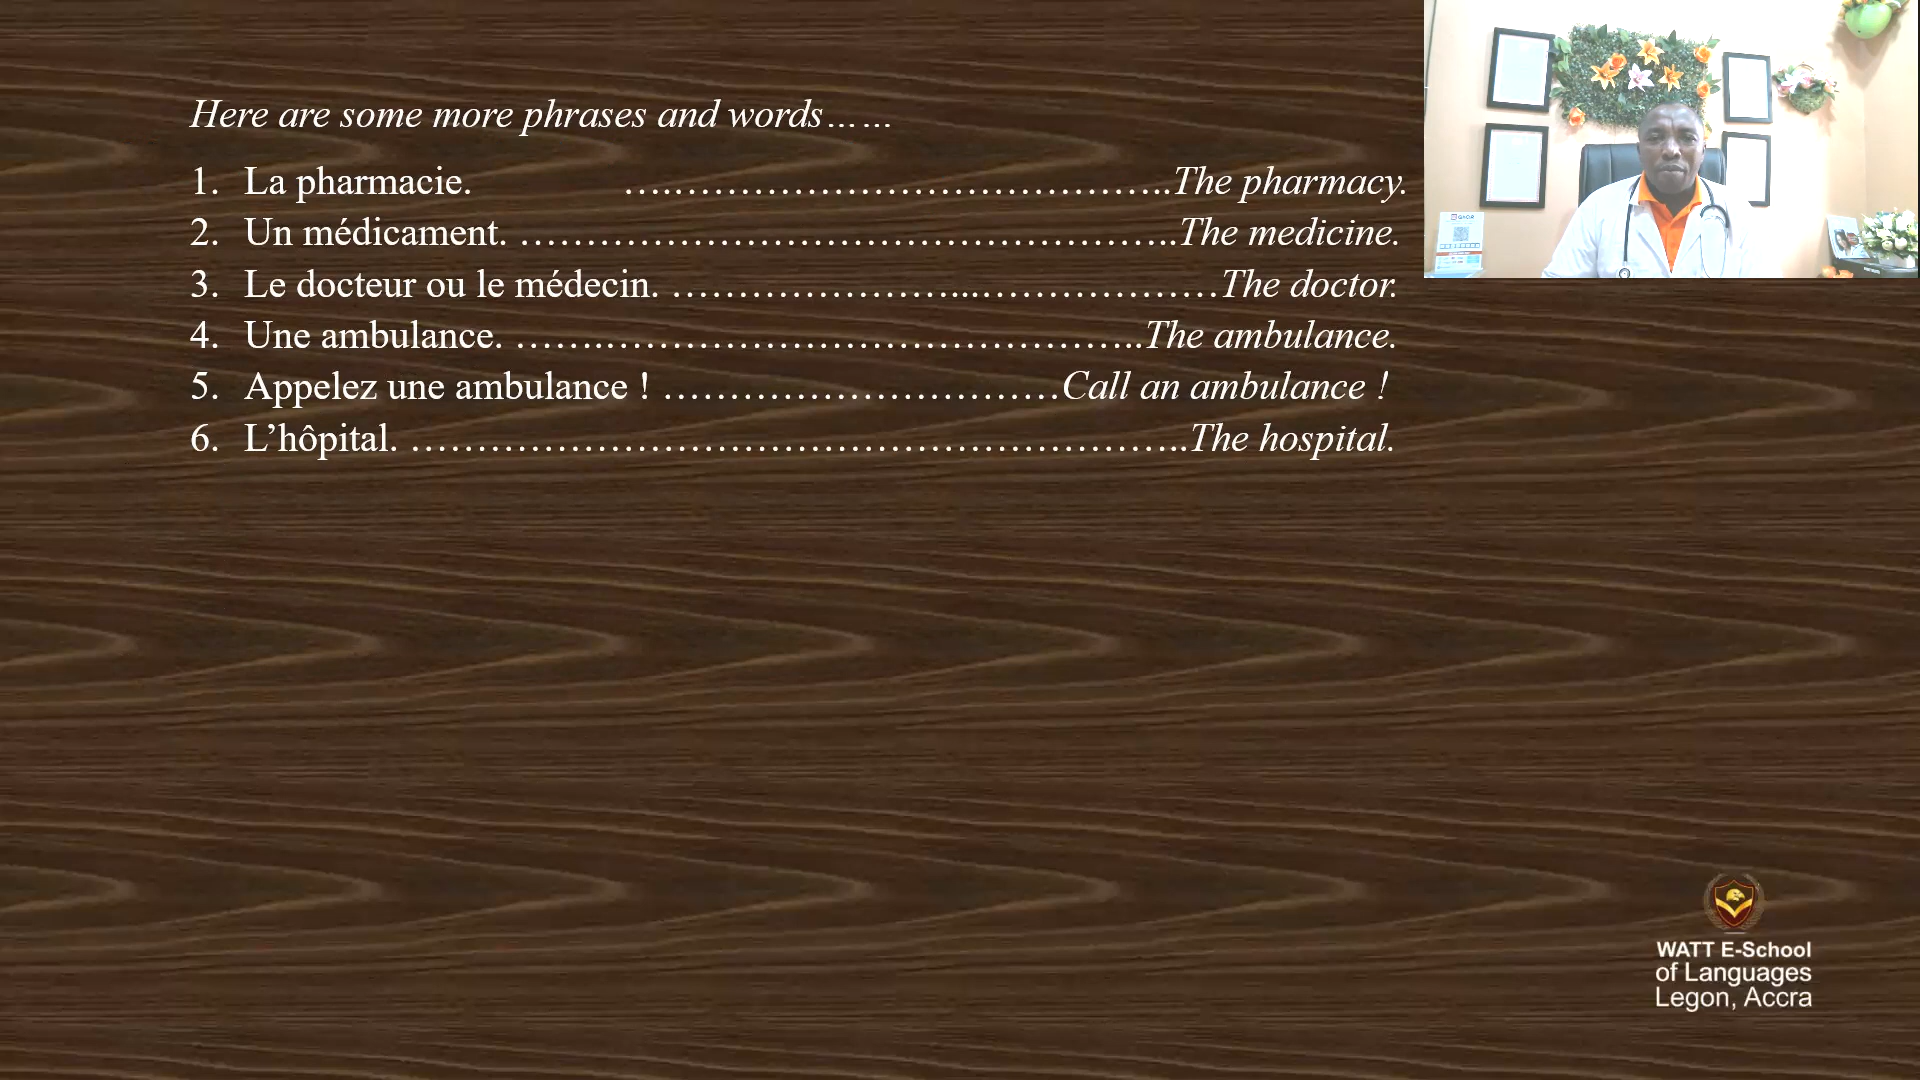 Here are some more phrases and words……
1. La pharmacie. …..………………………………..The pharmacy.
2. Un médicament. …………………………………………..The medicine.
3. Le docteur ou le médecin. …………………...………………The doctor.
4. Une ambulance. …….…………………………………..The ambulance.
5. Appelez une ambulance ! …………………………Call an ambulance !
6. L’hôpital. …………………………………………………..The hospital.
WATT E-School
of Languages
Legon, Accra